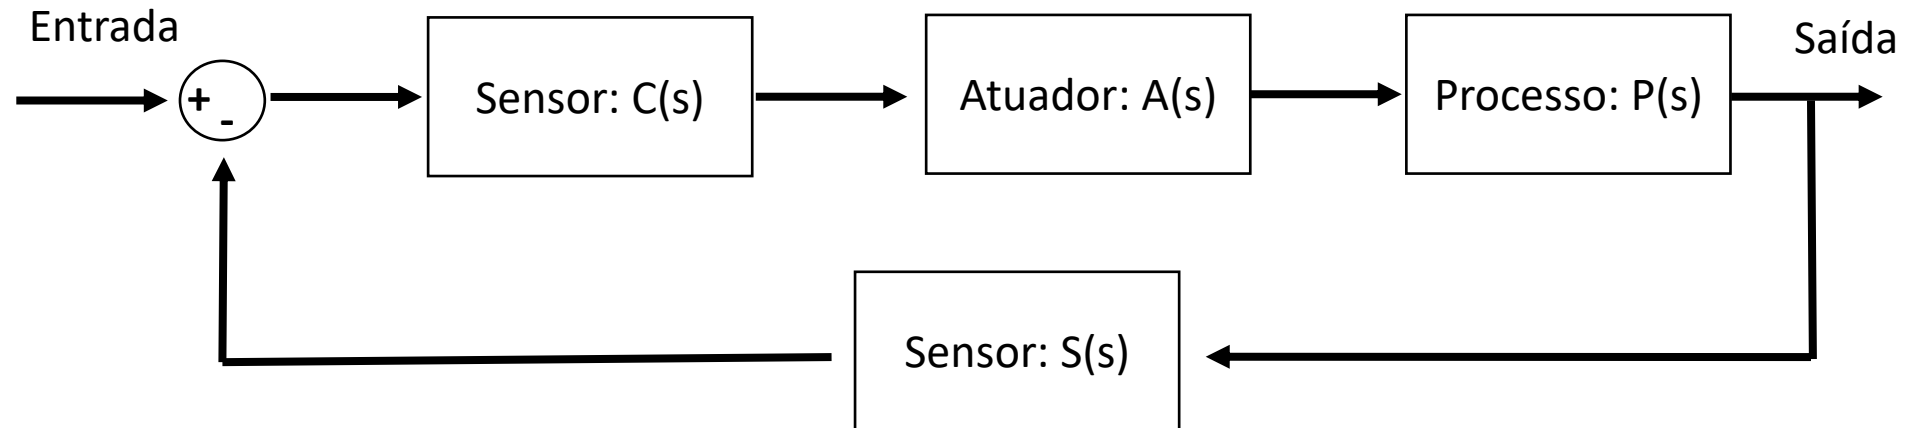 Entrada
Saída
+
-
Sensor: C(s)
Atuador: A(s)
Processo: P(s)
Sensor: S(s)